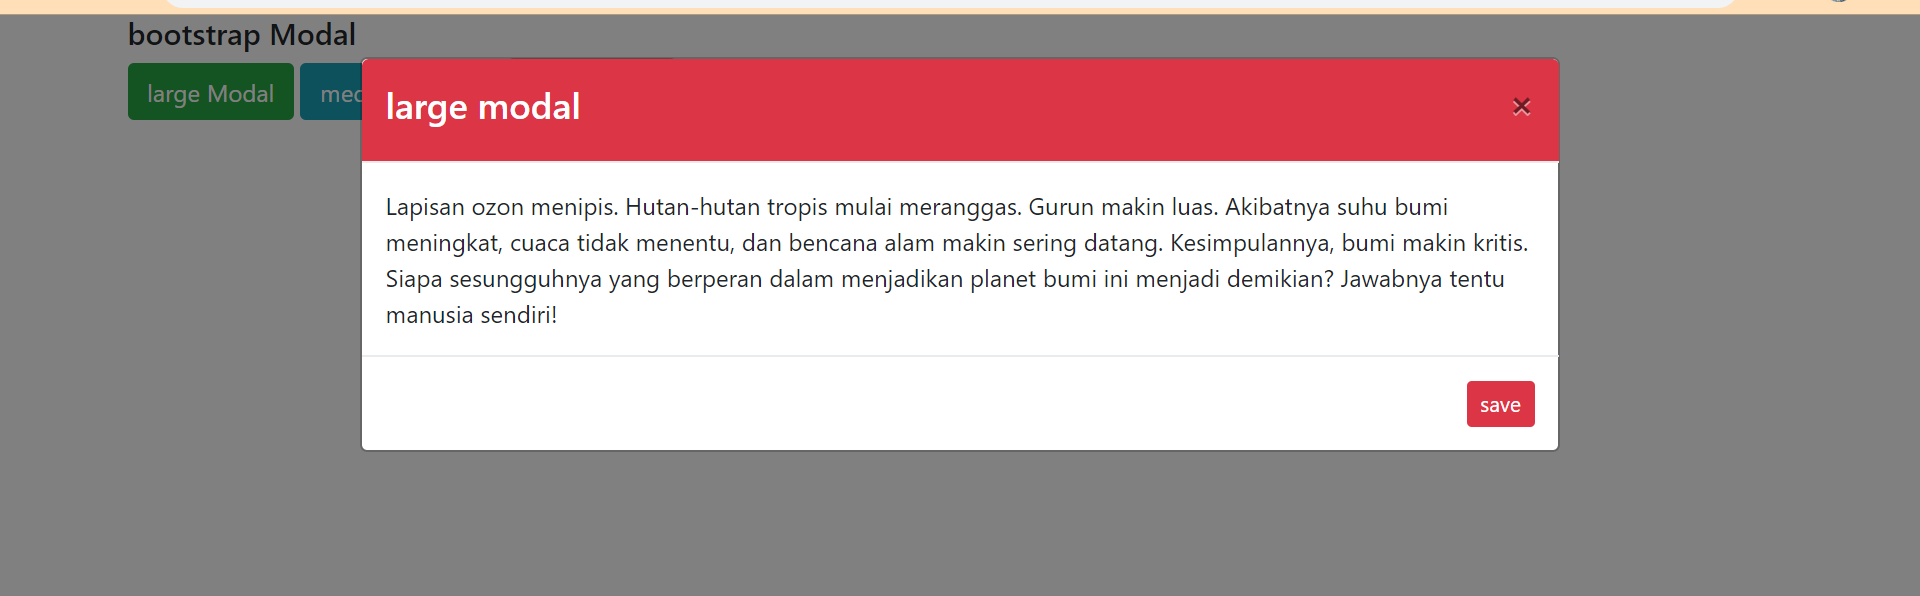 bootstrap Modal
large Modal
large modal
×
Lapisan ozon menipis. Hutan-hutan tropis mulai meranggas. Gurun makin luas. Akibatnya suhu bumi
meningkat, cuaca tidak menentu, dan bencana alam makin sering datang. Kesimpulannya, bumi makin kritis.
Siapa sesungguhnya yang berperan dalam menjadikan planet bumi ini menjadi demikian? Jawabnya tentu
manusia sendiri!
save